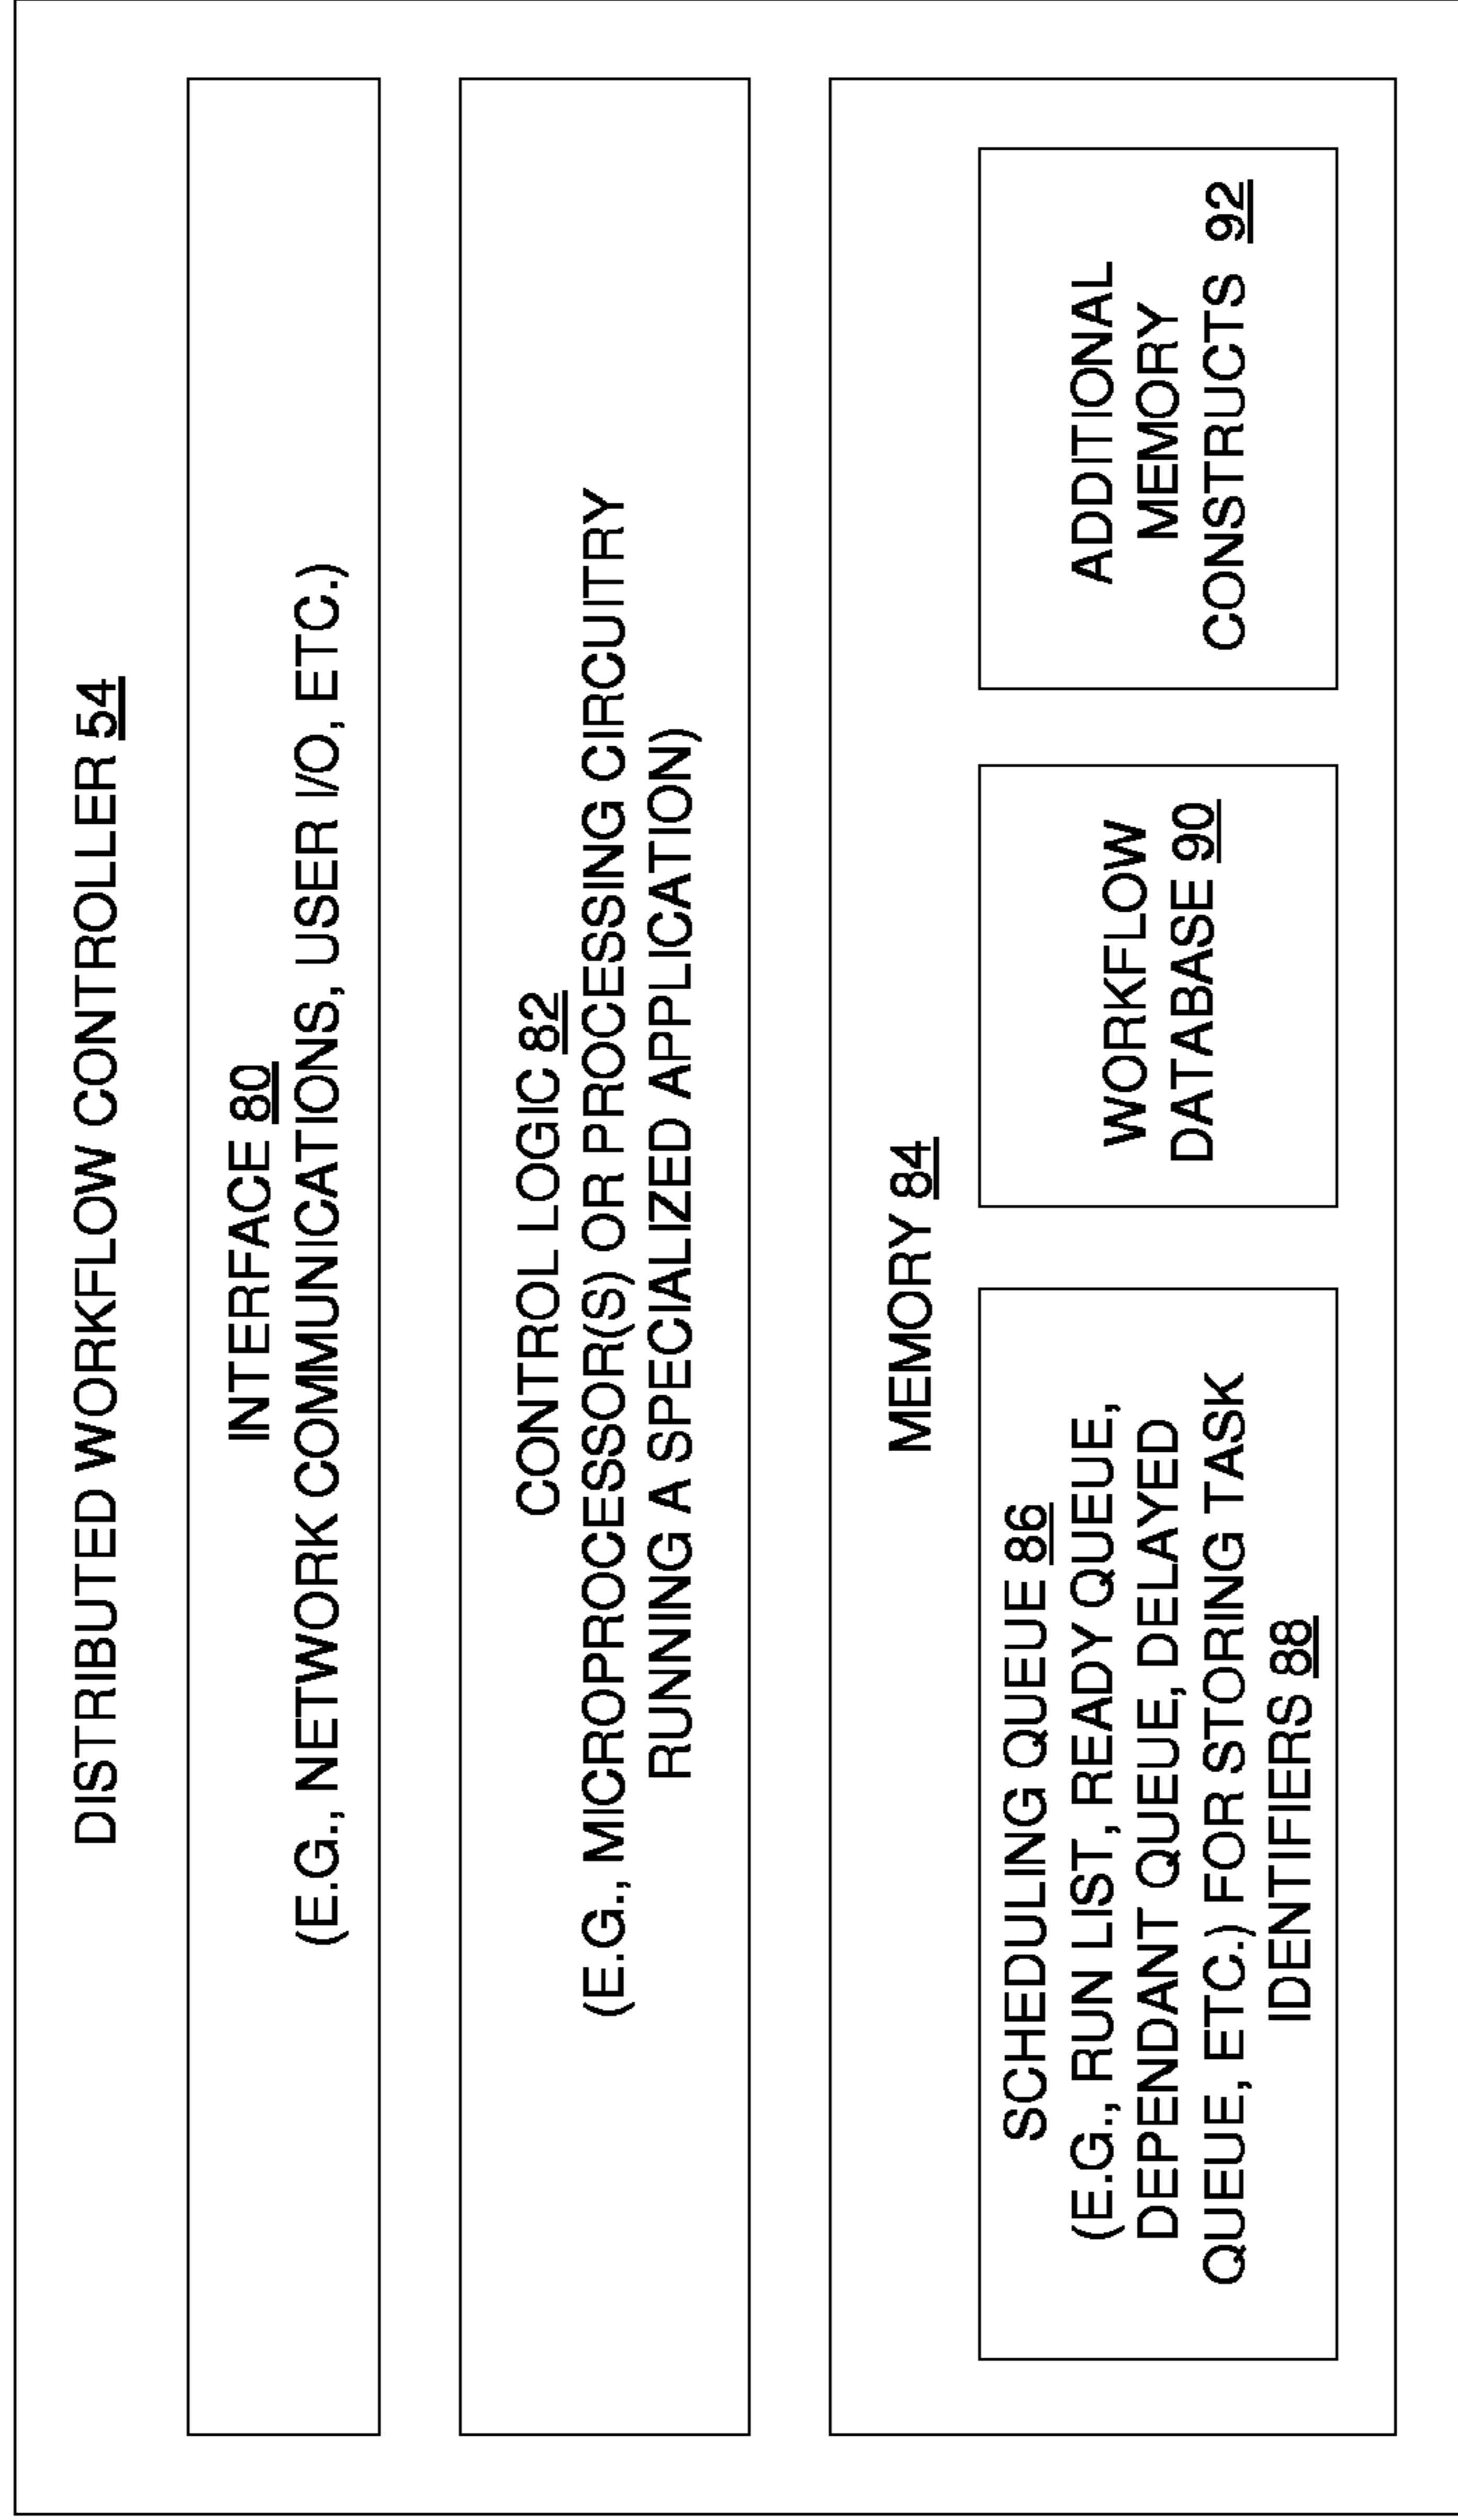 DISTRIBUTED WORKFLOW CONTROLLER 54
INTERFACE 80
(E.G., NETWORK COMMUNICATIONS, USER I/O, ETC.)
CONTROL LOGIC 82
(E.G., MICROPROCESSOR(S) OR PROCESSING CIRCUITRY
RUNNING A SPECIALIZED APPLICATION)
MEMORY 84
SCHEDULING QUEUE 86
(E.G., RUN LIST, READY QUEUE,
DEPENDANT QUEUE, DELAYED
QUEUE, ETC.) FOR STORING TASK
IDENTIFIERS 88
WORKFLOW
DATABASE 90
ADDITIONAL
MEMORY
CONSTRUCTS 92